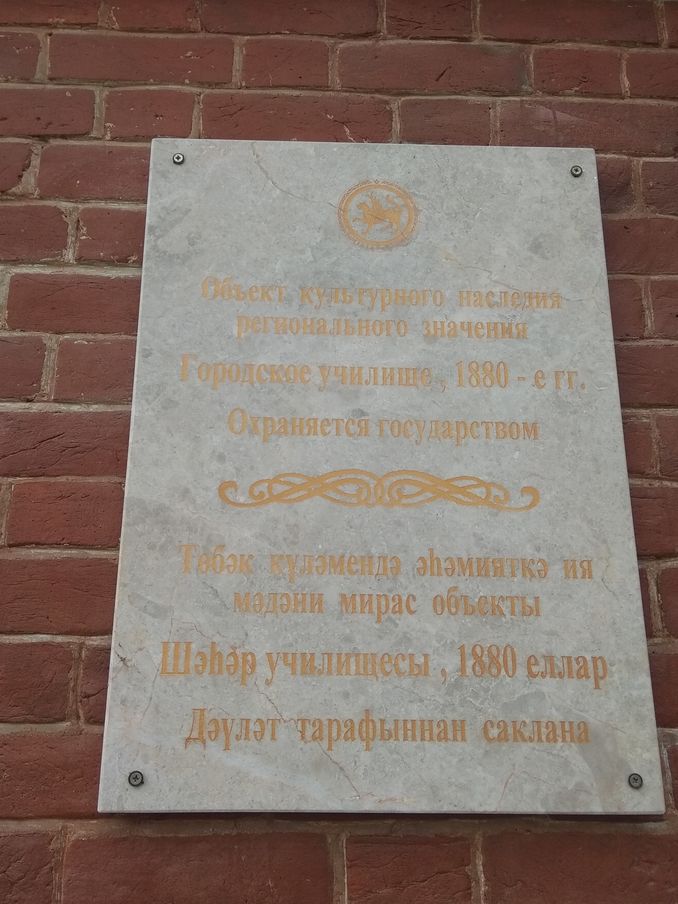 Объект культурного наследия
регионального значения
Городское училище , 1880 - е гг.
Охраняется государством
Төбәк күләмендә әһәмияткә ия
мәдәни мирас объекты
Шәһәр училищесы , 1880 еллар
Дәүләт тарафыннан саклана